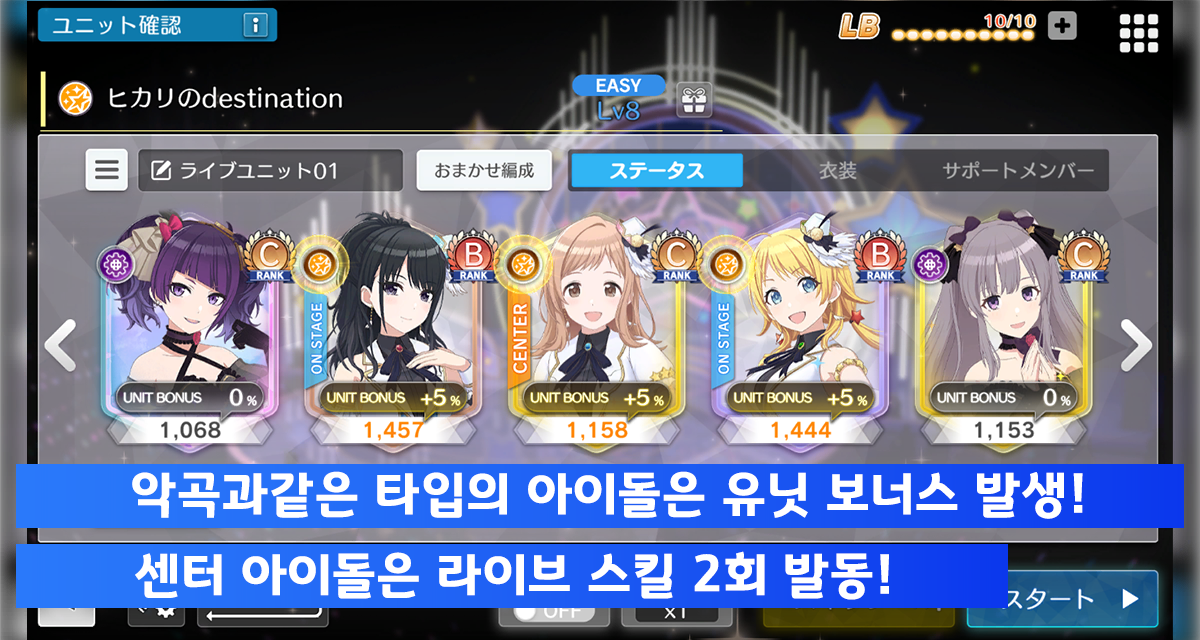 ユニット確認
i
LB
10/10
+
ヒカリのdestination
EASY
Lv8
ライブユニット01
おまかせ編成
ステータス
衣装
サポートメンバー
C RANK
B RANK
C RANK
B RANK
C RANK
ON STAGE
CENTER
ON STAGE
UNIT BONUS 0%
UNIT BONUS +5%
UNIT BONUS +5%
UNIT BONUS +5%
UNIT BONUS 0%
1,068
1,457
1,158
1,444
1,153
악곡과같은 타입의 아이돌은 유닛 보너스 발생!
센터 아이돌은 라이브 스킬 2회 발동!
OFF
x1
スタート